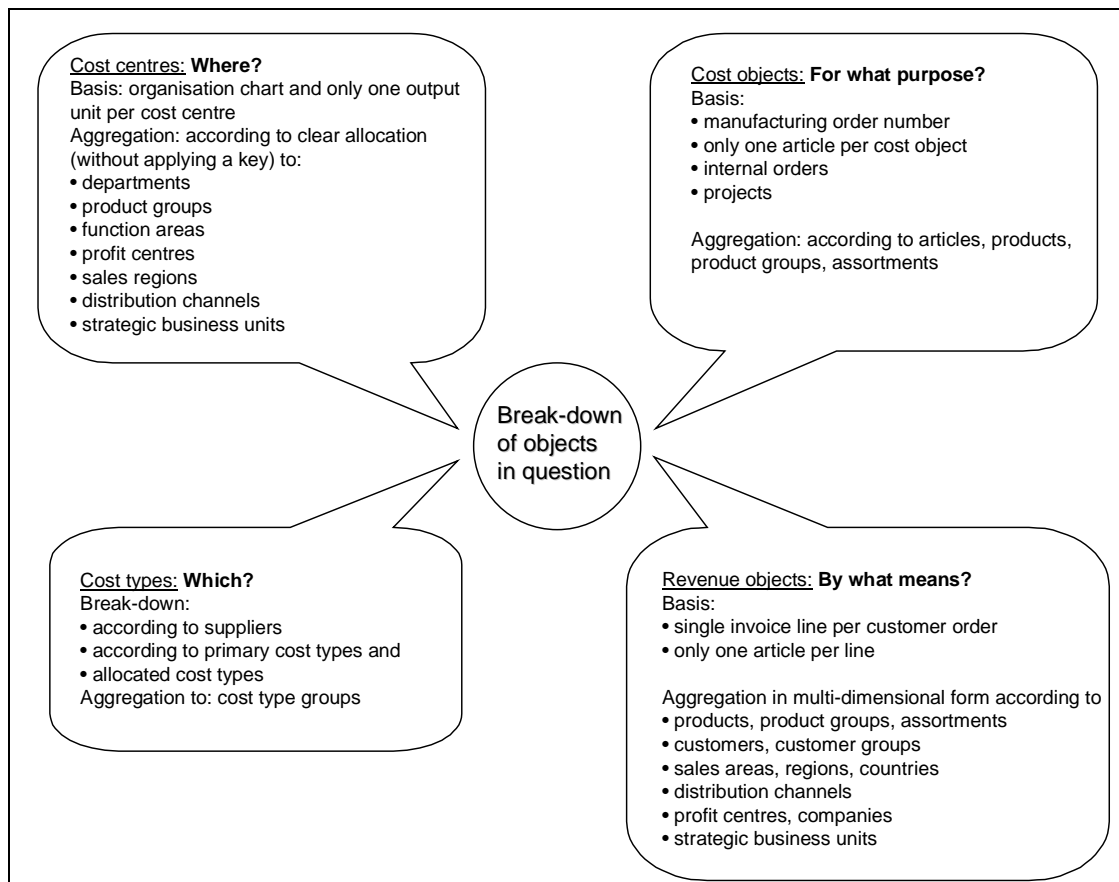 Cost centres: Where?
Basis: organisation chart and only one output
unit per cost centre
Aggregation: according to clear allocation
(without applying a key) to:
• departments
• product groups
• function areas
• profit centres
• sales regions
• distribution channels
• strategic business units
Cost objects: For what purpose?
Basis:
• manufacturing order number
• only one article per cost object
• internal orders
• projects
Aggregation: according to articles, products,
product groups, assortments
Break-down
of objects
in question
Cost types: Which?
Break-down:
• according to suppliers
• according to primary cost types and
• allocated cost types
Aggregation to: cost type groups
Revenue objects: By what means?
Basis:
• single invoice line per customer order
• only one article per line
Aggregation in multi-dimensional form according to
• products, product groups, assortments
• customers, customer groups
• sales areas, regions, countries
• distribution channels
• profit centres, companies
• strategic business units